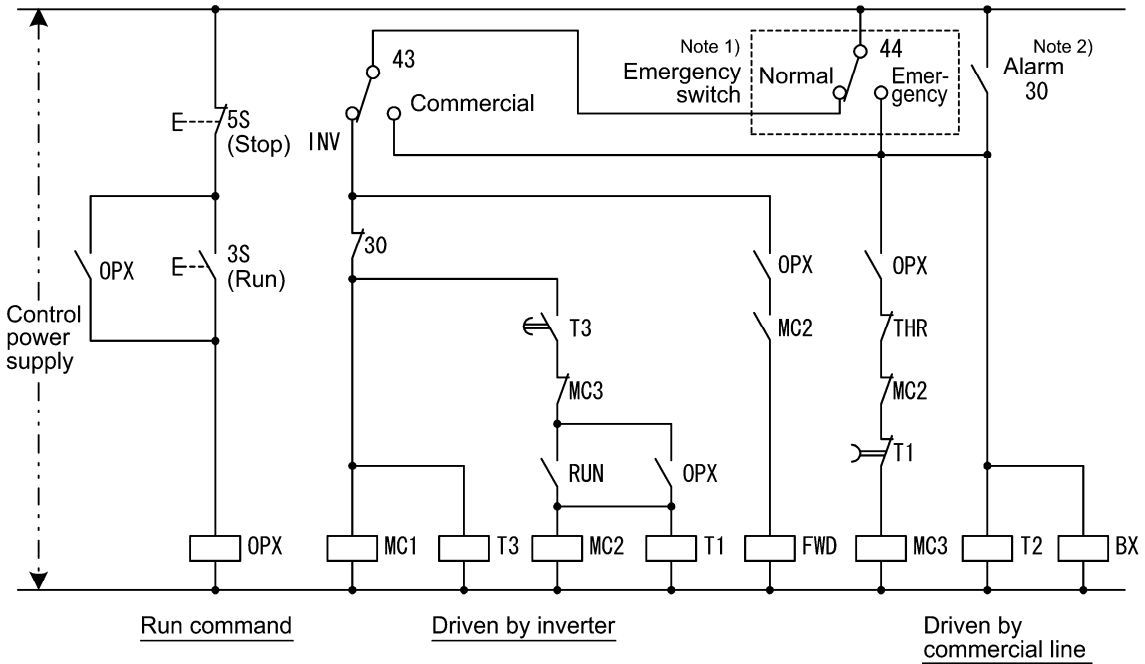 Note 1)
Emergency
switch
Normal
44
Emer-
gency
Note 2)
Alarm
30
43
Commercial
INV
5S
(Stop)
E
OPX
E
3S
(Run)
30
OPX
OPX
Control
power
supply
T3
MC2
THR
MC3
MC2
RUN
OPX
T1
OPX
MC1
T3
MC2
T1
FWD
MC3
T2
BX
Run command
Driven by inverter
Driven by
commercial line